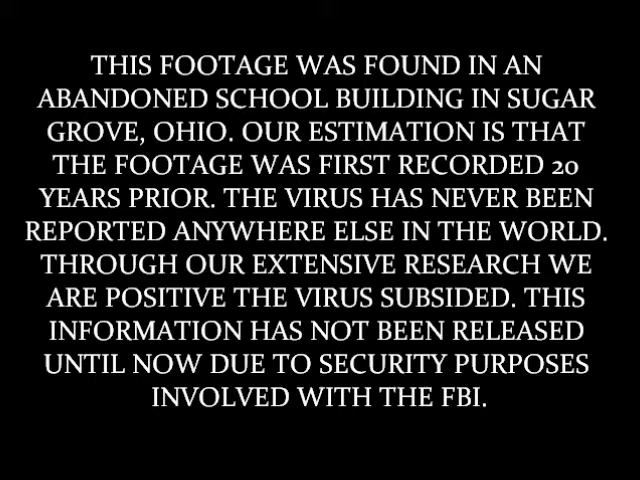 THIS FOOTAGE WAS FOUND IN AN
ABANDONED SCHOOL BUILDING IN SUGAR
GROVE, OHIO. OUR ESTIMATION IS THAT
THE FOOTAGE WAS FIRST RECORDED 20
YEARS PRIOR. THE VIRUS HAS NEVER BEEN
REPORTED ANYWHERE ELSE IN THE WORLD.
THROUGH OUR EXTENSIVE RESEARCH WE
ARE POSITIVE THE VIRUS SUBSIDED. THIS
INFORMATION HAS NOT BEEN RELEASED
UNTIL NOW DUE TO SECURITY PURPOSES
INVOLVED WITH THE FBI.